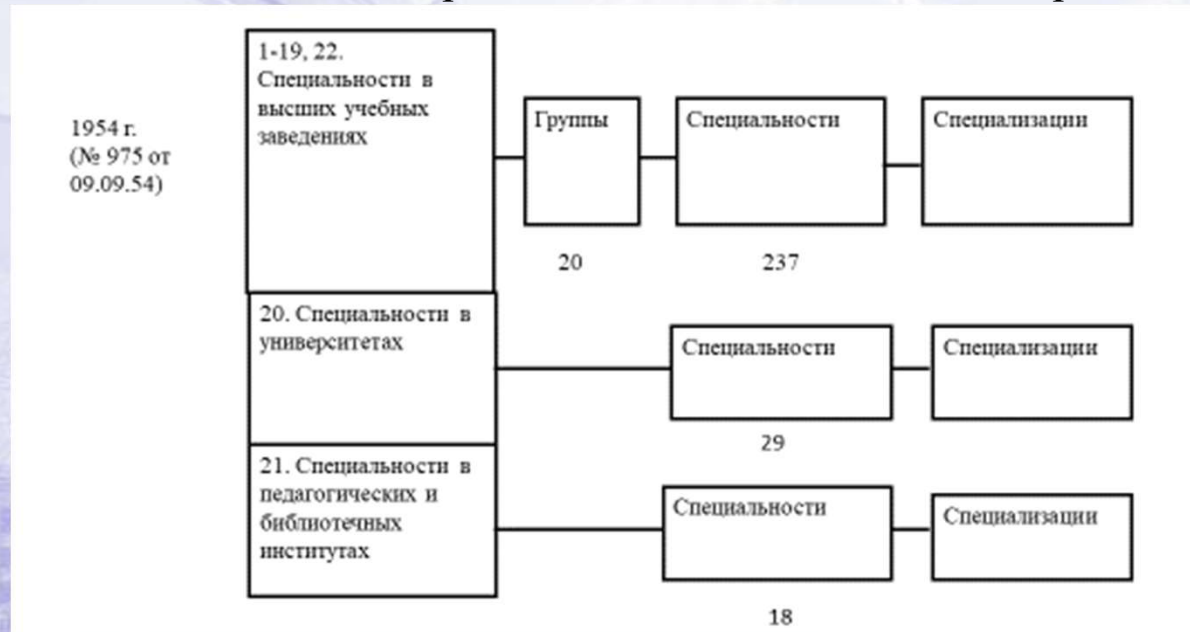 1-19, 22.
Специальности в
высших учебных
заведениях
1954 г.
(№ 975 от
09.09.54)
Группы
Специальности
Специализации
20
237
20. Специальности в
университетах
Специальности
Специализации
29
21. Специальности в
педагогических и
библиотечных
институтах
Специальности
Специализации
18